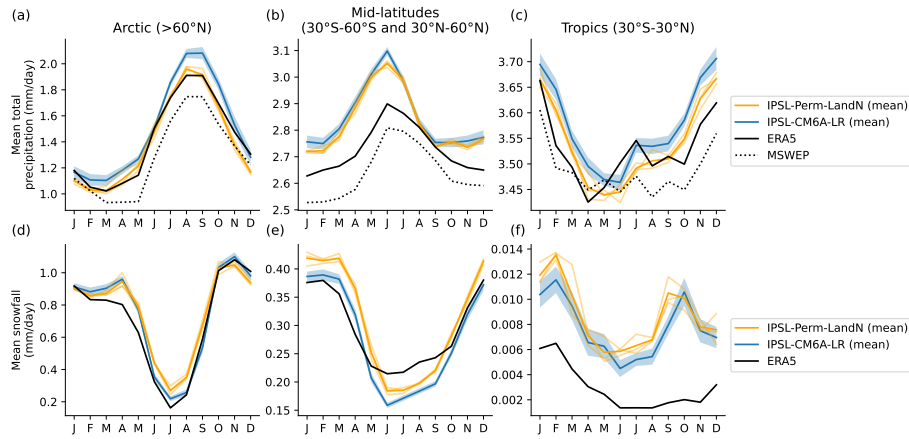 (a)
Arctic (>60°N)
(b)
Mid-latitudes
(30°S-60°S and 30°N-60°N)
(c)
Tropics (30°S-30°N)
Mean total
precipitation (mm/day)
2.0
1.8
1.6
1.4
1.2
1.0
J F M A M J J A S O N D
3.1
3.0
2.9
2.8
2.7
2.6
2.5
J F M A M J J A S O N D
3.70
3.65
3.60
3.55
3.50
3.45
J F M A M J J A S O N D
IPSL-Perm-LandN (mean)
IPSL-CM6A-LR (mean)
ERA5
MSWEP
(d)
(e)
(f)
Mean snowfall
(mm/day)
1.0
0.8
0.6
0.4
0.2
J F M A M J J A S O N D
0.40
0.35
0.30
0.25
0.20
0.15
J F M A M J J A S O N D
0.014
0.012
0.010
0.008
0.006
0.004
0.002
J F M A M J J A S O N D
IPSL-Perm-LandN (mean)
IPSL-CM6A-LR (mean)
ERA5